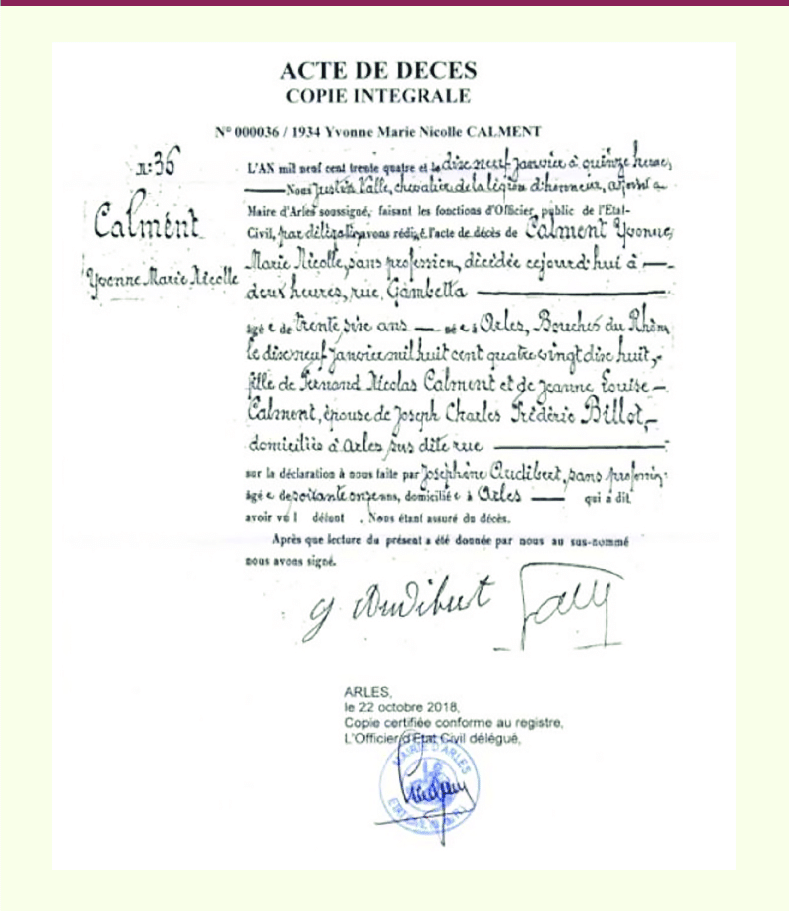 ACTE DE DECES
COPIE INTEGRALE
N° 000036 / 1934 Yvonne Marie Nicolle CALMENT
n: 36
Calment
Yvonne Marie Nicolle
L'AN mil neuf cent trente quatre et le dix neuf Janvier à quinze heures,
Nous Justin Valle, chevalier de la légion d'honneur, adjoint au
Maire d'Arles soussigné, faisant les fonctions d'Officier public de l'Etat-
Civil, par délégation avons rédigé l'acte de décès de Calment Yvonne
Marie Nicolle, sans profession, décédée cejourd'hui à
deux heures, rue Gambetta
âgé e de trente six ans né e à Arles, Bouches du Rhône
le dix neuf Janvier mil huit cent quatre vingt dix huit,
fille de Fernand Nicolas Calment et de Jeanne Louise
Calment, épouse de Joseph Charles Frédéric Billot,
domiciliés à Arles sus dite rue
sur la déclaration à nous faite par Joséphine Audibert, sans profession
âgé e de soixante onze ans, domicilié e à Arles qui a dit
avoir vu l défunt . Nous étant assuré du décès.
Après que lecture du présent a été donnée par nous au sus-nommé
nous avons signé.
J Audibert
ARLES,
le 22 octobre 2018,
Copie certifiée conforme au registre,
L'Officier d'Etat Civil délégué,
MAIRIE D'ARLES
ETAT CIVIL